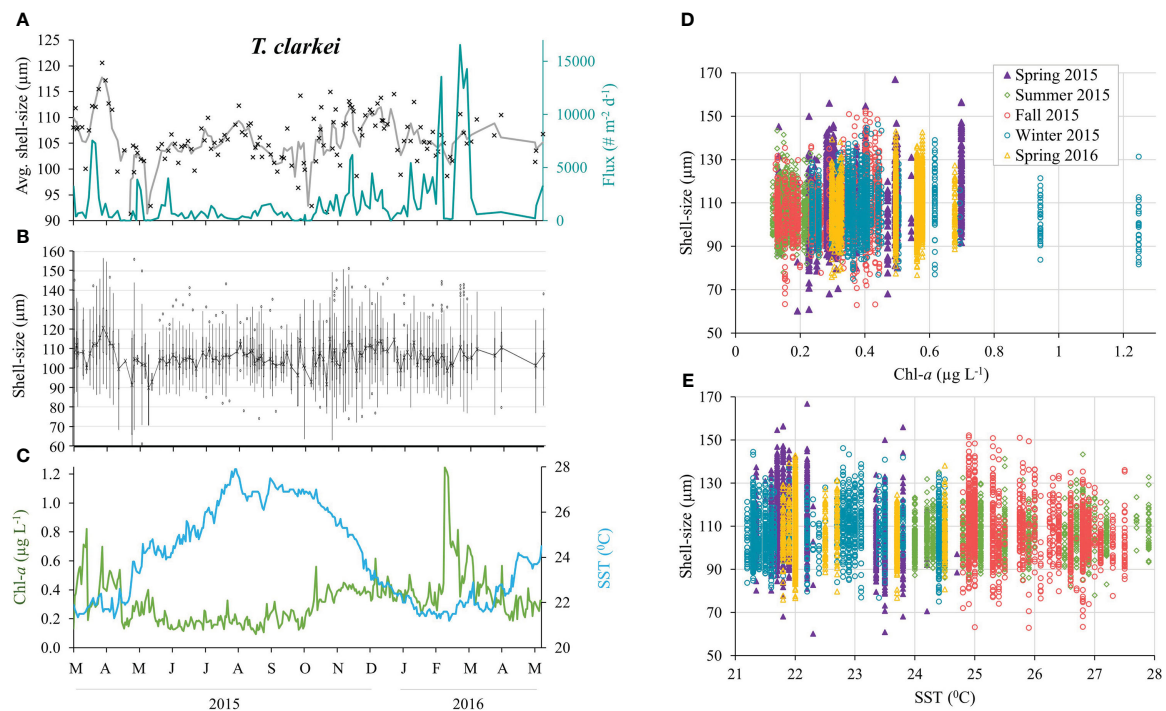 A
T. clarkei
Avg. shell-size (µm)
125
120
115
110
105
100
95
90
15000
10000
5000
0
Flux (# m⁻² d⁻¹)
B
Shell-size (µm)
160
150
140
130
120
110
100
90
80
70
60
C
Chl-a (µg L⁻¹)
1.2
1.0
0.8
0.6
0.4
0.2
0.0
28
26
24
22
20
SST (⁰C)
M A M J J A S O N D J F M A M
2015 2016
D
Shell-size (µm)
170
150
130
110
90
70
50
0 0.2 0.4 0.6 0.8 1 1.2
Chl-a (µg L⁻¹)
Spring 2015
Summer 2015
Fall 2015
Winter 2015
Spring 2016
E
Shell-size (µm)
170
150
130
110
90
70
50
21 22 23 24 25 26 27 28
SST (⁰C)